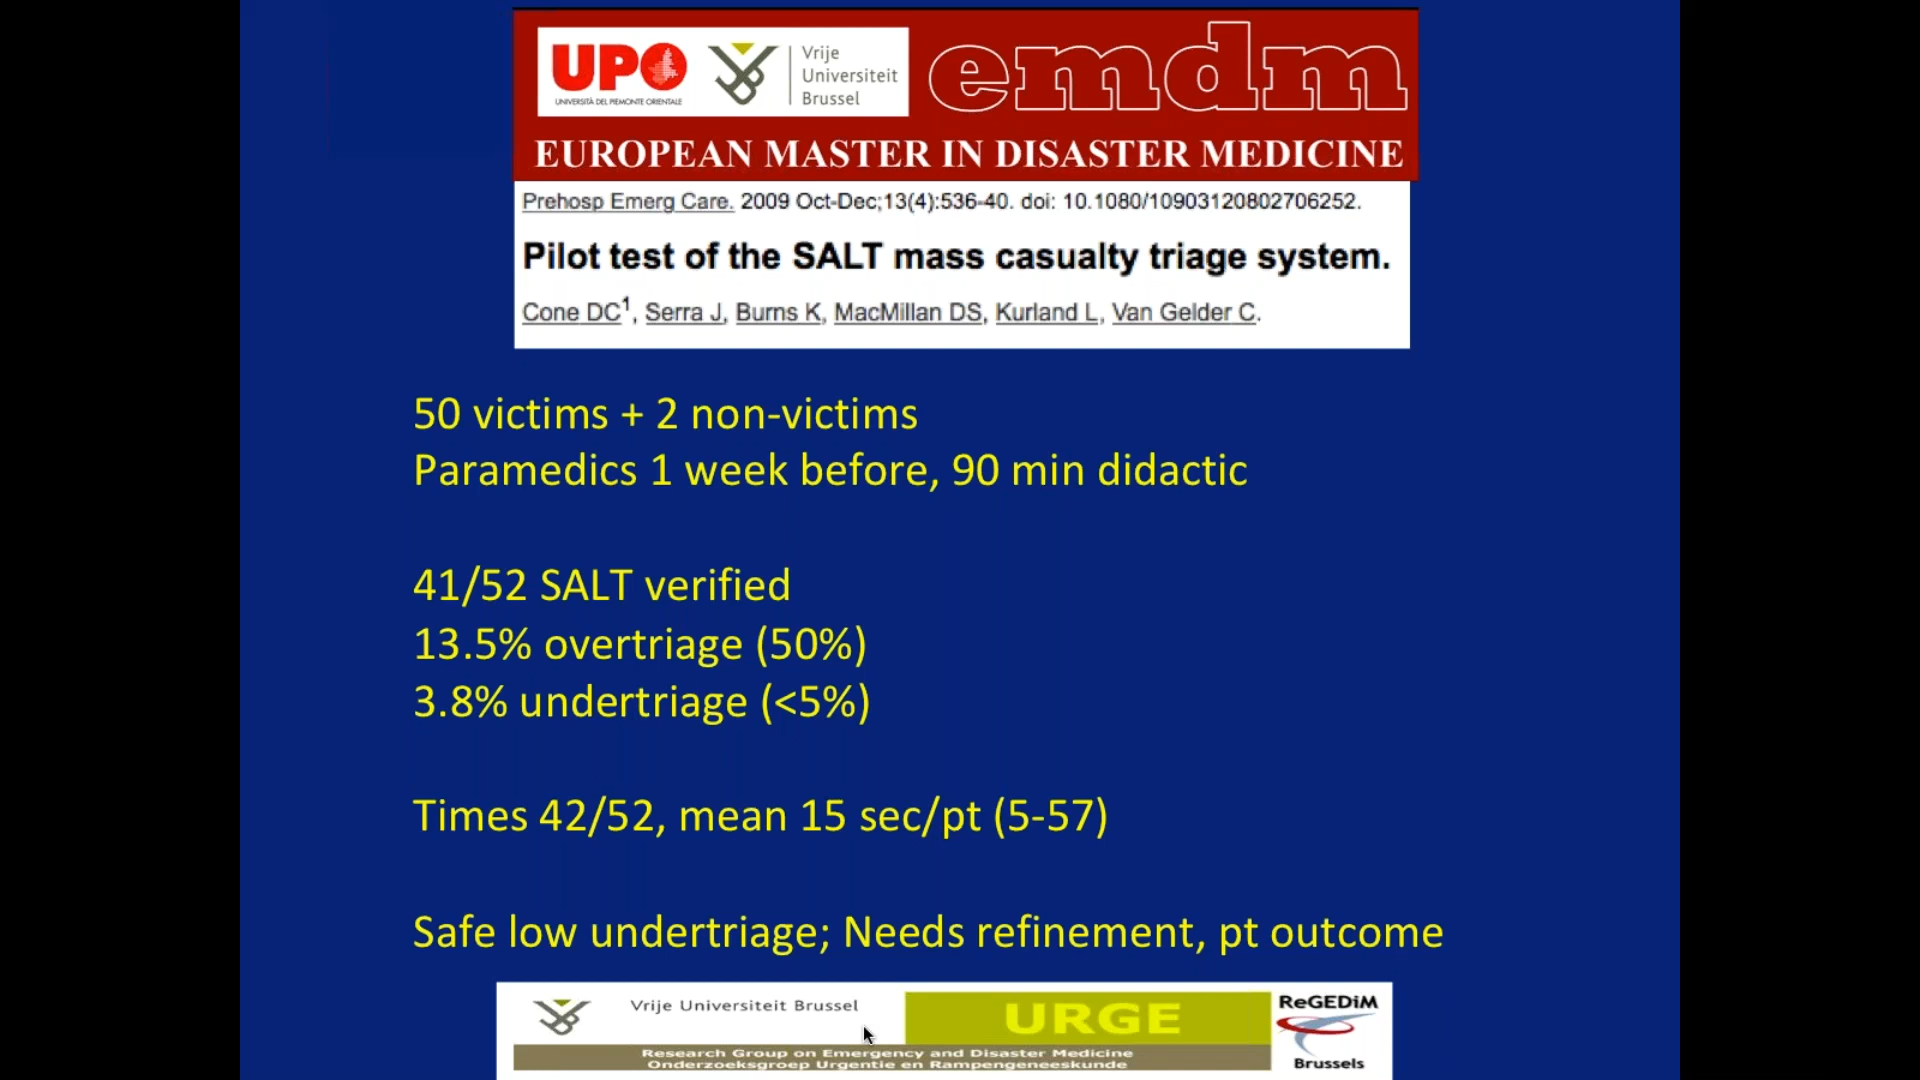 UPO
UNIVERSITÀ DEL PIEMONTE ORIENTALE
Vrije
Universiteit
Brussel
emdm
EUROPEAN MASTER IN DISASTER MEDICINE
Prehosp Emerg Care. 2009 Oct-Dec;13(4):536-40. doi: 10.1080/10903120802706252.
Pilot test of the SALT mass casualty triage system.
Cone DC1, Serra J, Burns K, MacMillan DS, Kurland L, Van Gelder C.
50 victims + 2 non-victims
Paramedics 1 week before, 90 min didactic
41/52 SALT verified
13.5% overtriage (50%)
3.8% undertriage (<5%)
Times 42/52, mean 15 sec/pt (5-57)
Safe low undertriage; Needs refinement, pt outcome
Vrije Universiteit Brussel
URGE
ReGEDiM
Brussels
Research Group on Emergency and Disaster Medicine
Onderzoeksgroep Urgentie en Rampengeneeskunde